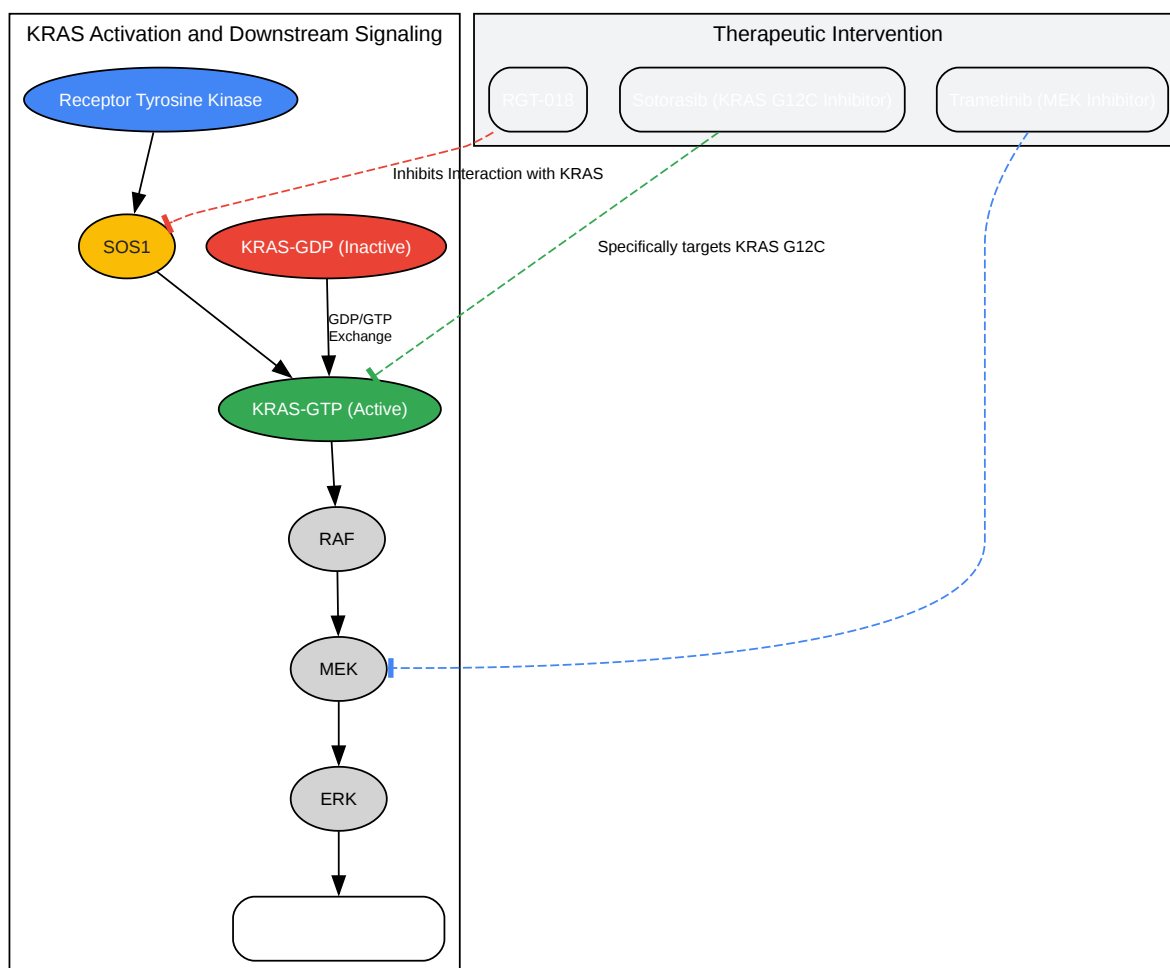 KRAS Activation and Downstream Signaling
Therapeutic Intervention
Receptor Tyrosine Kinase
RGT-018
Sotorasib (KRAS G12C Inhibitor)
Trametinib (MEK Inhibitor)
Inhibits Interaction with KRAS
SOS1
KRAS-GDP (Inactive)
Specifically targets KRAS G12C
GDP/GTP
Exchange
KRAS-GTP (Active)
RAF
MEK
ERK